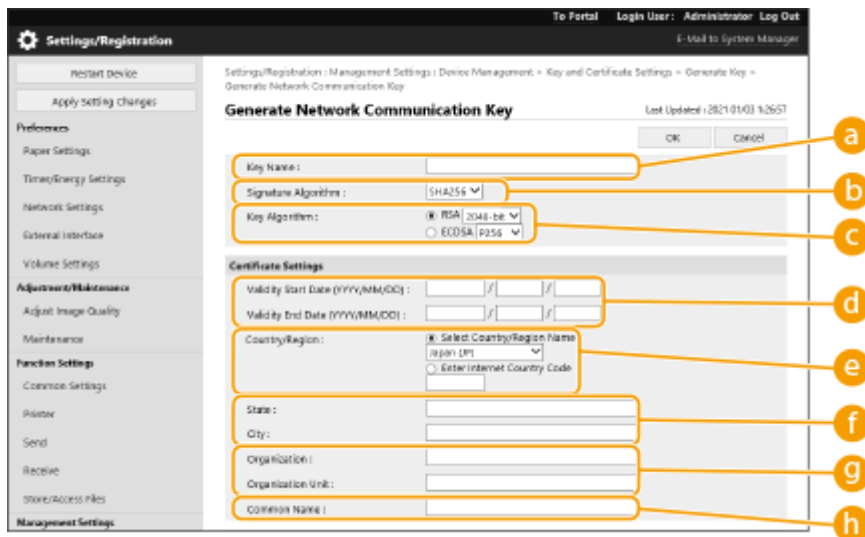 To Portal Login User: Administrator Log Out
Settings/Registration E-Mail to System Manager
Restart Device
Apply Setting Changes
Preferences
Paper Settings
Timer/Energy Settings
Network Settings
External Interface
Volume Settings
Adjustment/Maintenance
Adjust Image Quality
Maintenance
Function Settings
Common Settings
Printer
Send
Receive
Store/Access Files
Management Settings
Settings/Registration : Management Settings : Device Management > Key and Certificate Settings > Generate Key >
Generate Network Communication Key
Generate Network Communication Key Last Updated : 2021 01/03 1:26:57
OK Cancel
Key Name : a
Signature Algorithm : SHA256 b
Key Algorithm : RSA 2048-bit c
ECDSA P256
Certificate Settings
Validity Start Date (YYYY/MM/DD) : / / d
Validity End Date (YYYY/MM/DD) : / /
Country/Region : Select Country/Region Name
Japan (JP) e
Enter Internet Country Code
State : f
City :
Organization : g
Organization Unit :
Common Name : h